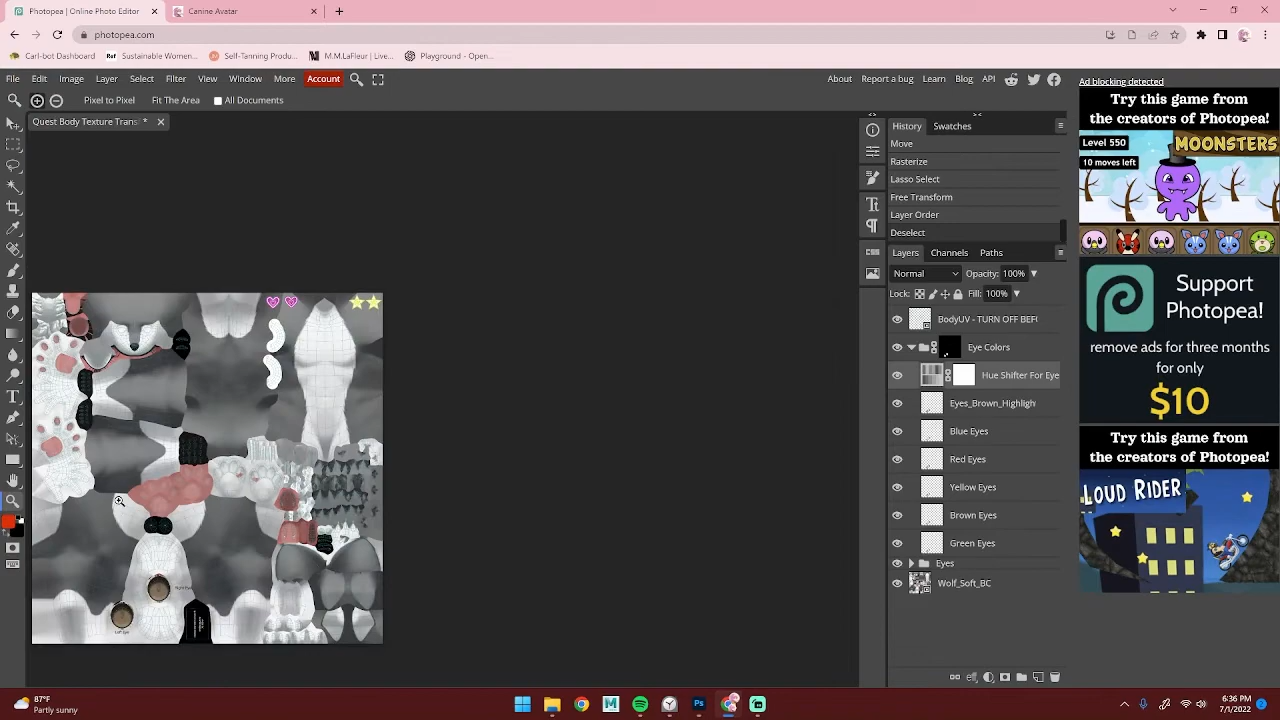 Photopea | Online Photo Editor
Canine Avatar
photopea.com
Carl-bot Dashboard
Raf
Sustainable Women...
Self-Tanning Produ...
M.M.LaFleur | Live...
Playground - Open...
File Edit Image Layer Select Filter View Window More Account
About Report a bug Learn Blog API
Pixel to Pixel Fit The Area All Documents
Quest Body Texture Trans *
History Swatches
Move
Rasterize
Lasso Select
Free Transform
Layer Order
Deselect
Layers Channels Paths
Normal Opacity: 100%
Lock: Fill: 100%
BodyUV - TURN OFF BEF
Eye Colors
Hue Shifter For Eye
Eyes_Brown_Highligh
Blue Eyes
Red Eyes
Yellow Eyes
Brown Eyes
Green Eyes
Eyes
Wolf_Soft_BC
Ad blocking detected
Try this game from
the creators of Photopea!
Level 550
MOONSTERS
10 moves left
Support
Photopea!
remove ads for three months
for only
$10
Try this game from
the creators of Photopea!
LOUD RIDER
Left Eye
87°F
Partly sunny
6:36 PM
7/1/2022
2